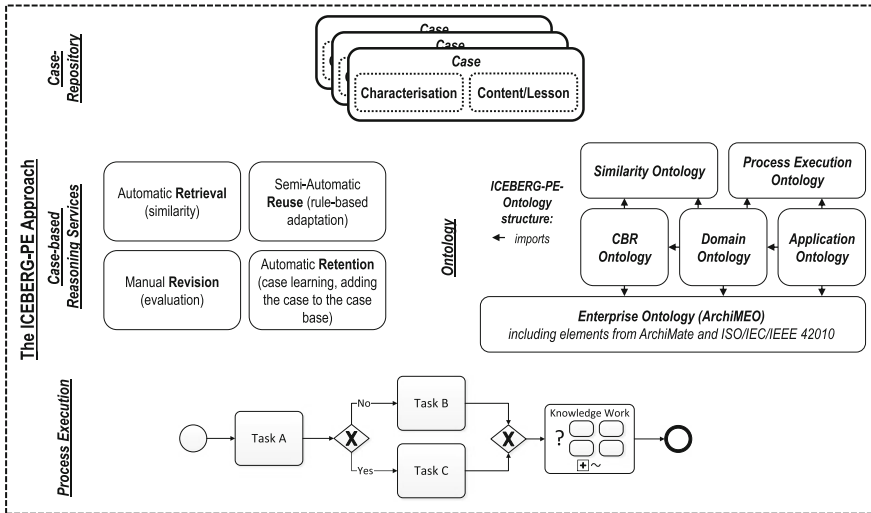 The ICEBERG-PE Approach
Case-
Repository
Case
Case
Case
Characterisation
Content/Lesson
Case-based
Reasoning Services
Automatic Retrieval
(similarity)
Semi-Automatic
Reuse (rule-based
adaptation)
Manual Revision
(evaluation)
Automatic Retention
(case learning, adding
the case to the case
base)
Ontology
ICEBERG-PE-
Ontology
structure:
imports
Similarity Ontology
Process Execution
Ontology
CBR
Ontology
Domain
Ontology
Application
Ontology
Enterprise Ontology (ArchiMEO)
including elements from ArchiMate and ISO/IEC/IEEE 42010
Process Execution
Task A
X
No
Yes
Task B
Task C
X
Knowledge Work
?